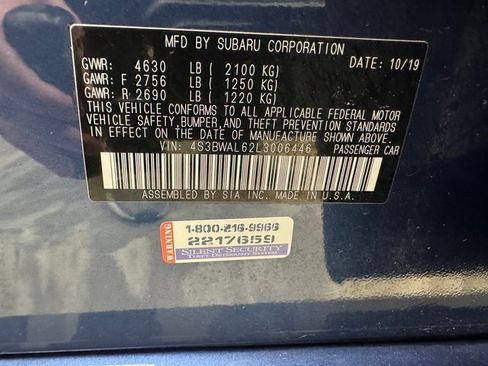 MFD BY SUBARU CORPORATION DATE: 10/19
GVWR: 4630 LB ( 2100 KG)
GAWR: F 2756 LB ( 1250 KG)
GAWR: R 2690 LB ( 1220 KG)
THIS VEHICLE CONFORMS TO ALL APPLICABLE FEDERAL MOTOR
VEHICLE SAFETY, BUMPER, AND THEFT PREVENTION STANDARDS
IN EFFECT ON THE DATE OF MANUFACTURE SHOWN ABOVE.
VIN: 4S3BWAL62L3006446 PASSENGER CAR
ASSEMBLED BY SIA INC. MADE IN U.S.A.
WARNING
1-800-216-9966
2217659
SILENT SECURITY
THEFT DETERRENT SYSTEM